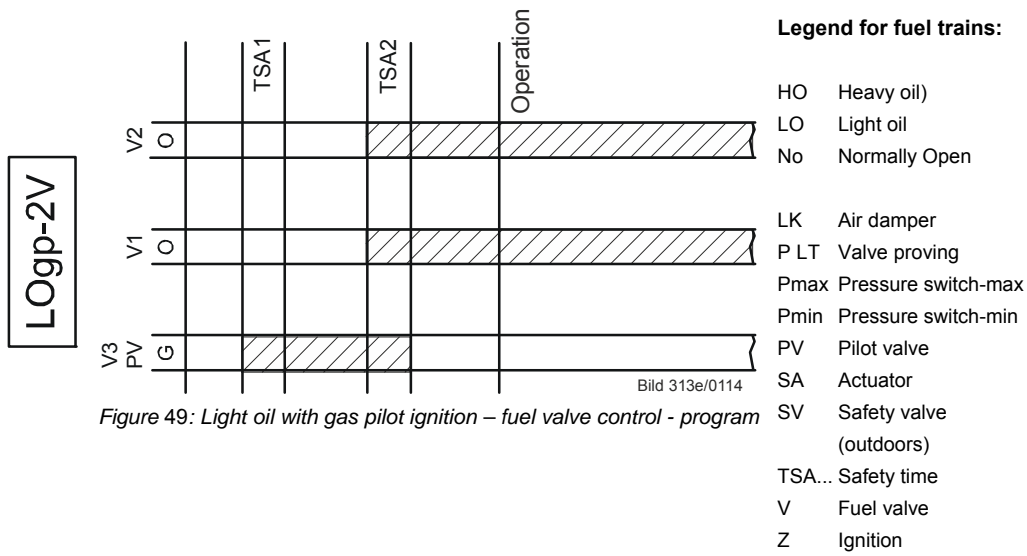 LOgp-2V
TSA1
TSA2
Operation
V2 O
V1 O
V3
PV G
Bild 313e/0114
Figure 49: Light oil with gas pilot ignition – fuel valve control - program
Legend for fuel trains:
HO Heavy oil)
LO Light oil
No Normally Open
LK Air damper
P LT Valve proving
Pmax Pressure switch-max
Pmin Pressure switch-min
PV Pilot valve
SA Actuator
SV Safety valve
(outdoors)
TSA... Safety time
V Fuel valve
Z Ignition